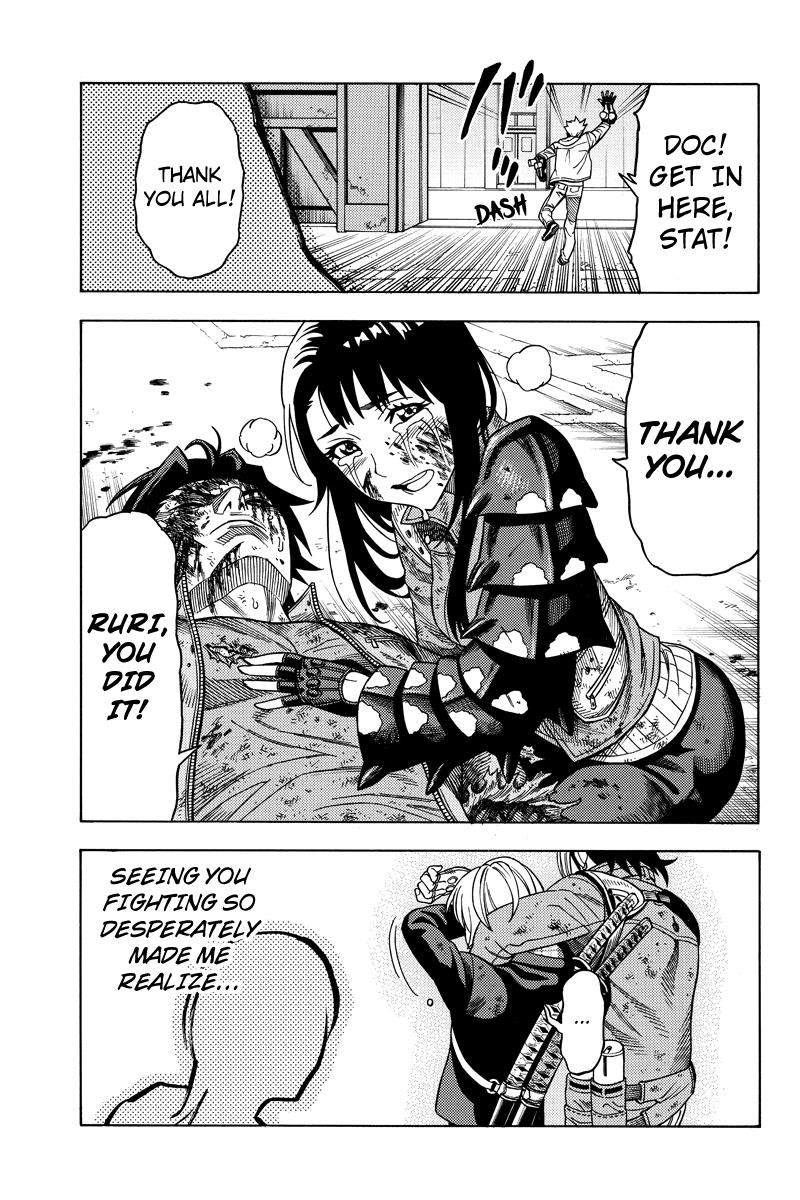 DOC!
GET IN
HERE,
STAT!
DASH
THANK
YOU ALL!
THANK
YOU...
RURI,
YOU
DID
IT!
...
SEEING YOU
FIGHTING SO
DESPERATELY
MADE ME
REALIZE...